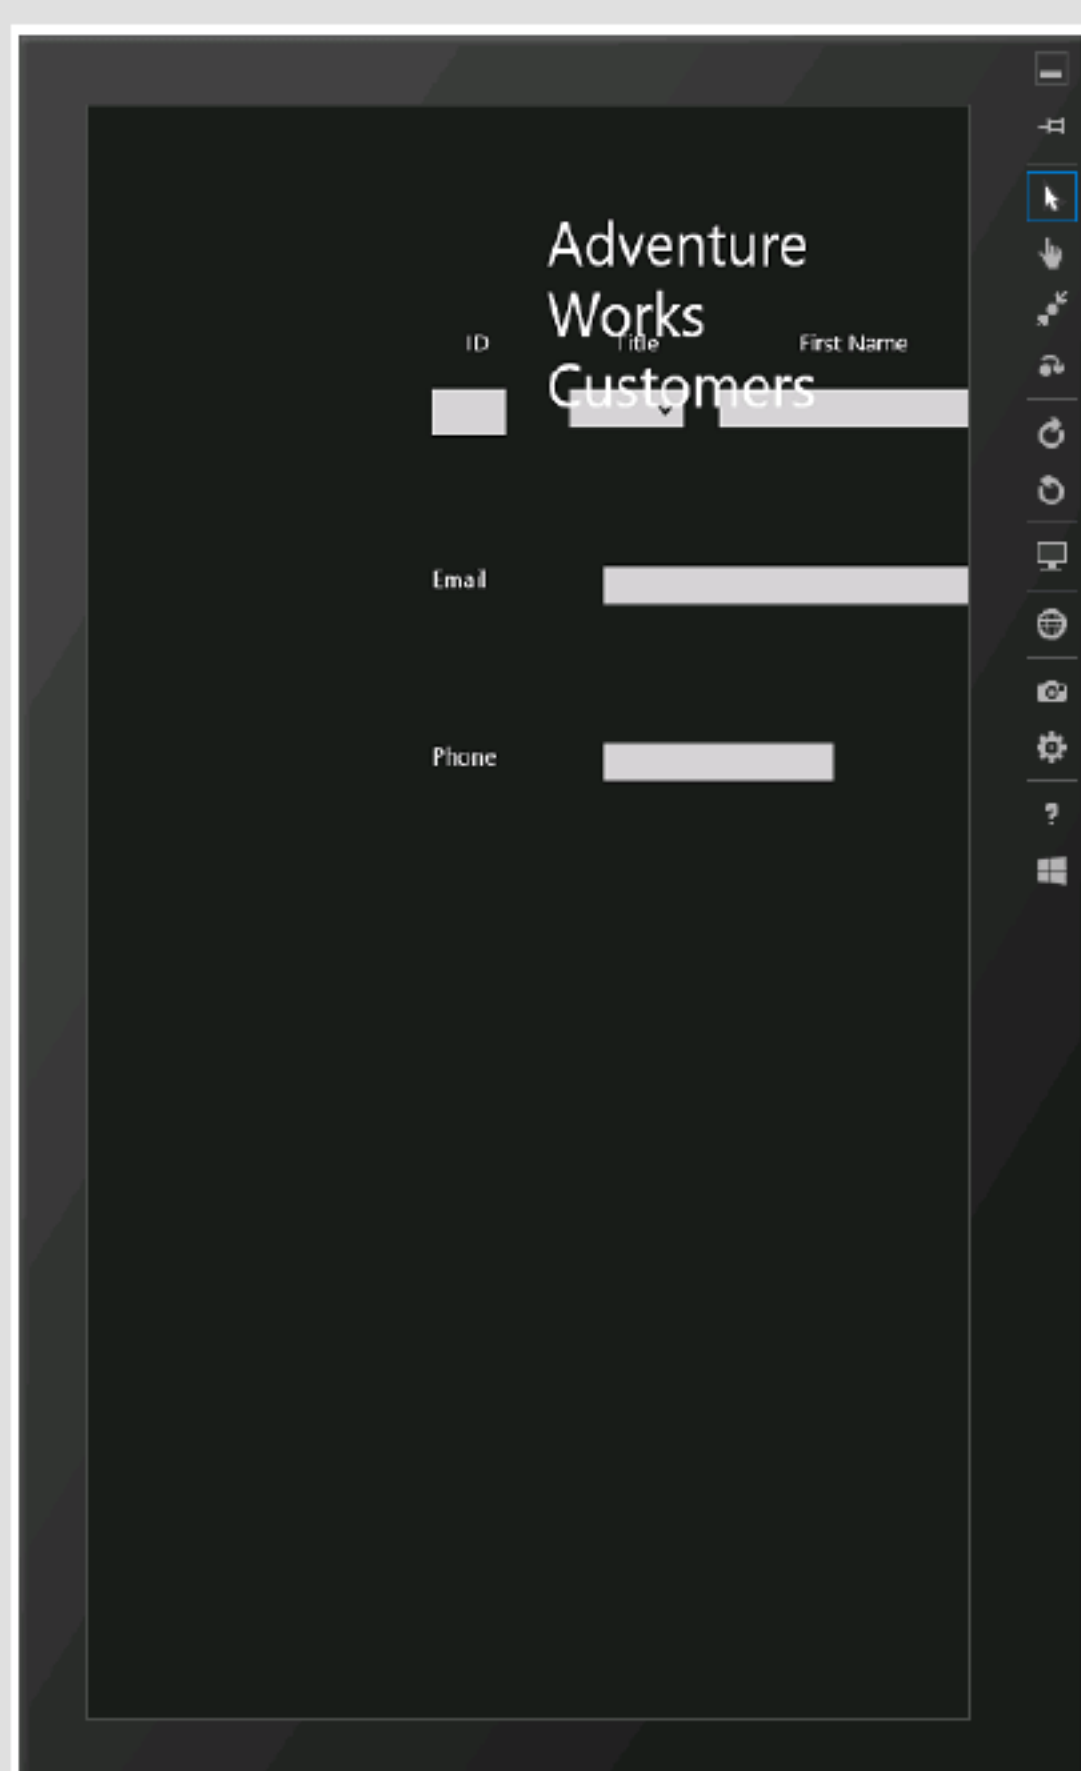 Adventure
Works
ID Title First Name
Customers
Email
Phone
?